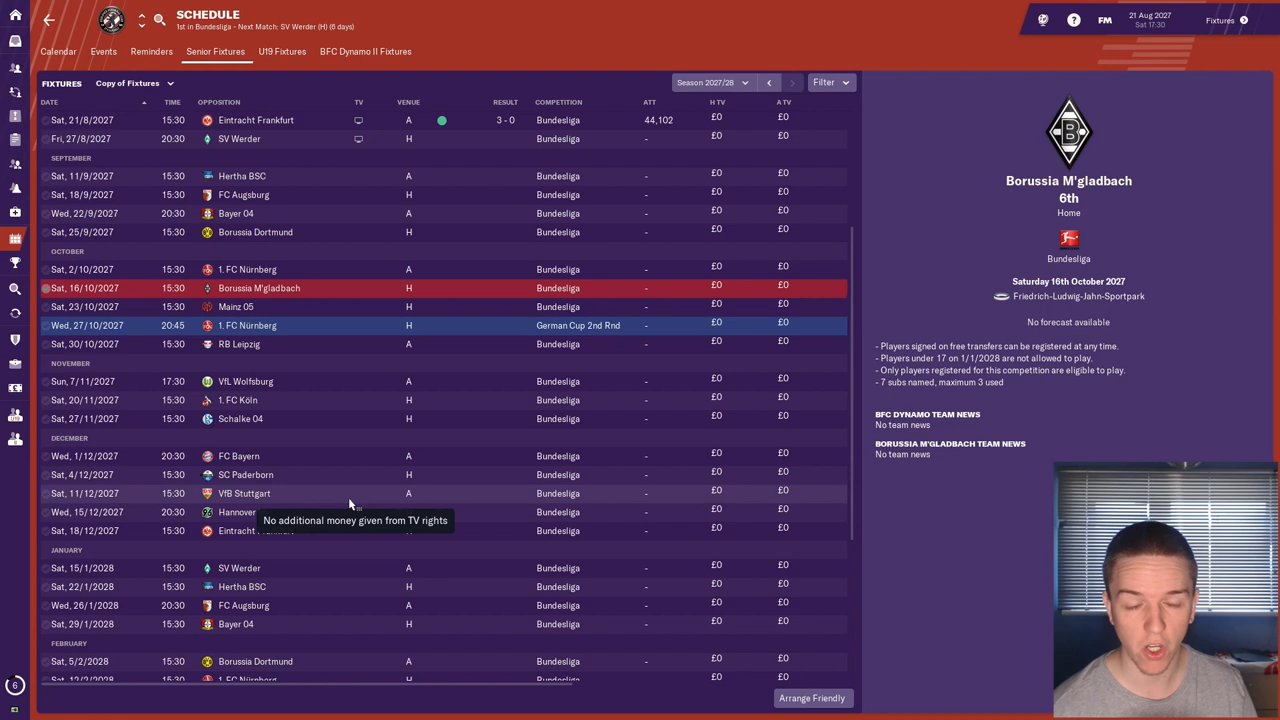 SCHEDULE
1st in Bundesliga - Next Match: SV Werder (H) (6 days)
FM
21 Aug 2027
Sat 17:30
Fixtures
Calendar Events Reminders Senior Fixtures U19 Fixtures BFC Dynamo II Fixtures
FIXTURES Copy of Fixtures Season 2027/28 Filter
DATE TIME OPPOSITION TV VENUE RESULT COMPETITION ATT H TV A TV
Sat, 21/8/2027 15:30 Eintracht Frankfurt A 3 - 0 Bundesliga 44,102 £0 £0
Fri, 27/8/2027 20:30 SV Werder H Bundesliga - £0 £0
SEPTEMBER
Sat, 11/9/2027 15:30 Hertha BSC A Bundesliga - £0 £0
Sat, 18/9/2027 15:30 FC Augsburg H Bundesliga - £0 £0
Wed, 22/9/2027 20:30 Bayer 04 A Bundesliga - £0 £0
Sat, 25/9/2027 15:30 Borussia Dortmund H Bundesliga - £0 £0
OCTOBER
Sat, 2/10/2027 15:30 1. FC Nürnberg A Bundesliga - £0 £0
Sat, 16/10/2027 15:30 Borussia M'gladbach H Bundesliga - £0 £0
Sat, 23/10/2027 15:30 Mainz 05 H Bundesliga - £0 £0
Wed, 27/10/2027 20:45 1. FC Nürnberg H German Cup 2nd Rnd - £0 £0
Sat, 30/10/2027 15:30 RB Leipzig A Bundesliga - £0 £0
NOVEMBER
Sun, 7/11/2027 17:30 VfL Wolfsburg A Bundesliga - £0 £0
Sat, 20/11/2027 15:30 1. FC Köln H Bundesliga - £0 £0
Sat, 27/11/2027 15:30 Schalke 04 H Bundesliga - £0 £0
DECEMBER
Wed, 1/12/2027 20:30 FC Bayern A Bundesliga - £0 £0
Sat, 4/12/2027 15:30 SC Paderborn H Bundesliga - £0 £0
Sat, 11/12/2027 15:30 VfB Stuttgart A Bundesliga - £0 £0
Wed, 15/12/2027 20:30 Hannover Bundesliga - £0 £0
No additional money given from TV rights
Sat, 18/12/2027 15:30 Eintracht Frankfurt H Bundesliga - £0 £0
JANUARY
Sat, 15/1/2028 15:30 SV Werder A Bundesliga - £0 £0
Sat, 22/1/2028 15:30 Hertha BSC H Bundesliga - £0 £0
Wed, 26/1/2028 20:30 FC Augsburg A Bundesliga - £0 £0
Sat, 29/1/2028 15:30 Bayer 04 H Bundesliga - £0 £0
FEBRUARY
Sat, 5/2/2028 15:30 Borussia Dortmund A Bundesliga - £0 £0
Sat, 12/2/2028 15:30 1. FC Nürnberg H Bundesliga - £0 £0
Arrange Friendly
Borussia M'gladbach
6th
Home
Bundesliga
Saturday 16th October 2027
Friedrich-Ludwig-Jahn-Sportpark
No forecast available
- Players signed on free transfers can be registered at any time.
- Players under 17 on 1/1/2028 are not allowed to play.
- Only players registered for this competition are eligible to play.
- 7 subs named, maximum 3 used
BFC DYNAMO TEAM NEWS
No team news
BORUSSIA M'GLADBACH TEAM NEWS
No team news
6